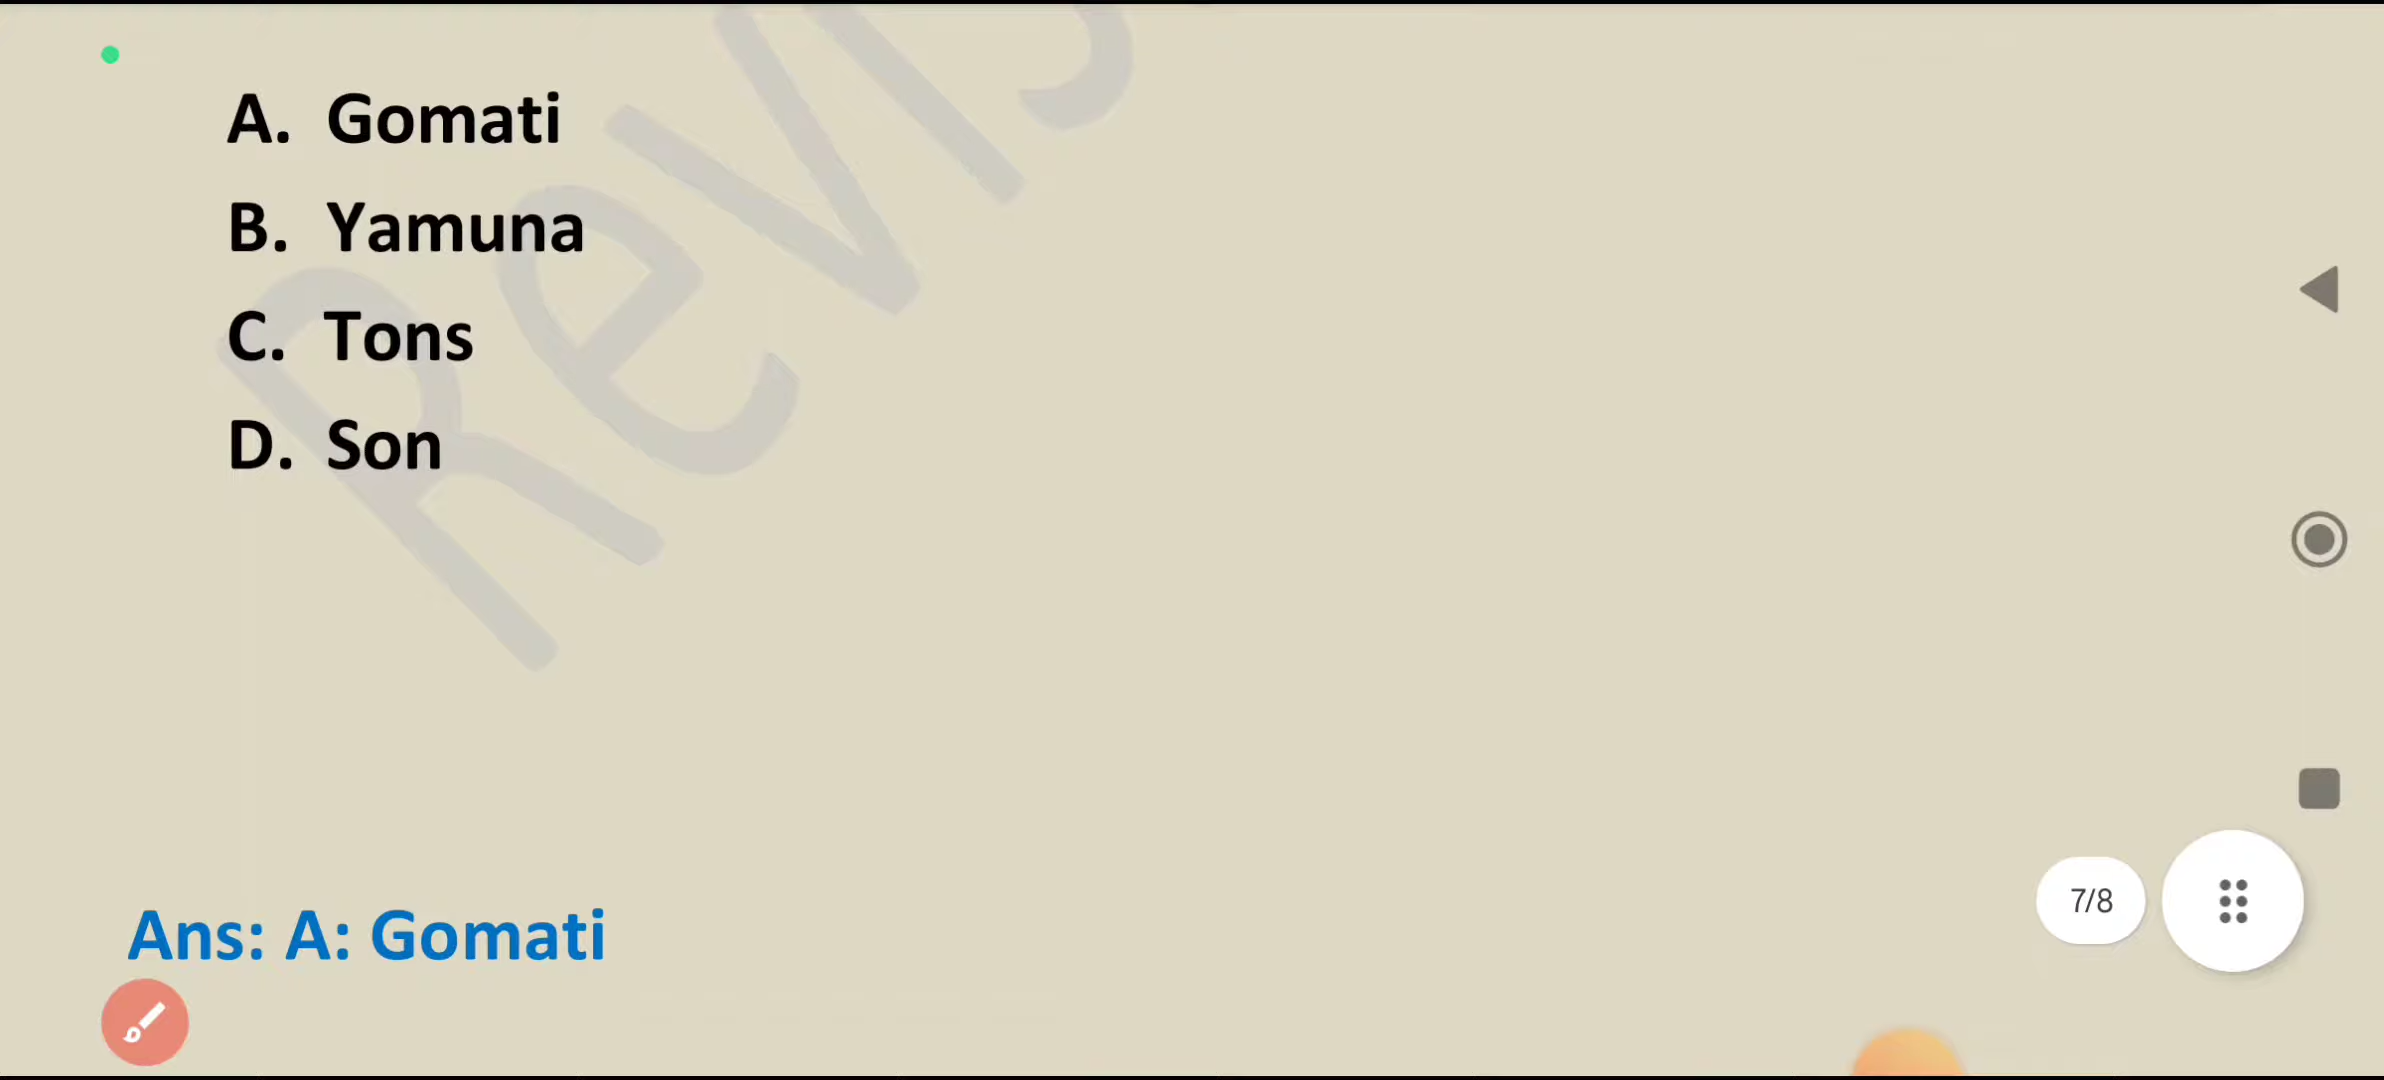 A. Gomati
B. Yamuna
C. Tons
D. Son
Ans: A: Gomati
7/8